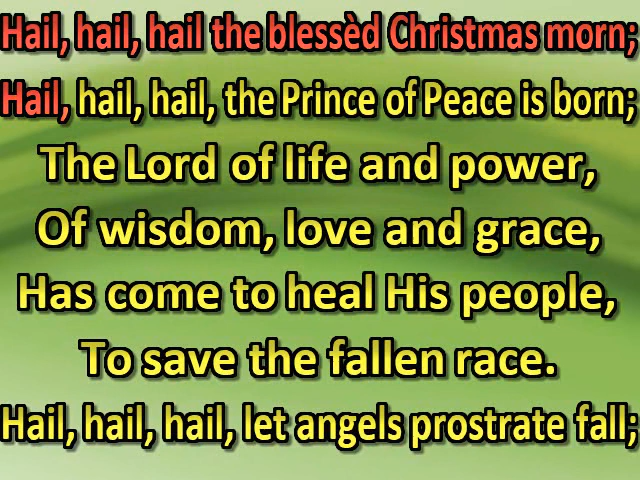 Hail, hail, hail the blessèd Christmas morn;
Hail, hail, hail, the Prince of Peace is born;
The Lord of life and power,
Of wisdom, love and grace,
Has come to heal His people,
To save the fallen race.
Hail, hail, hail, let angels prostrate fall;